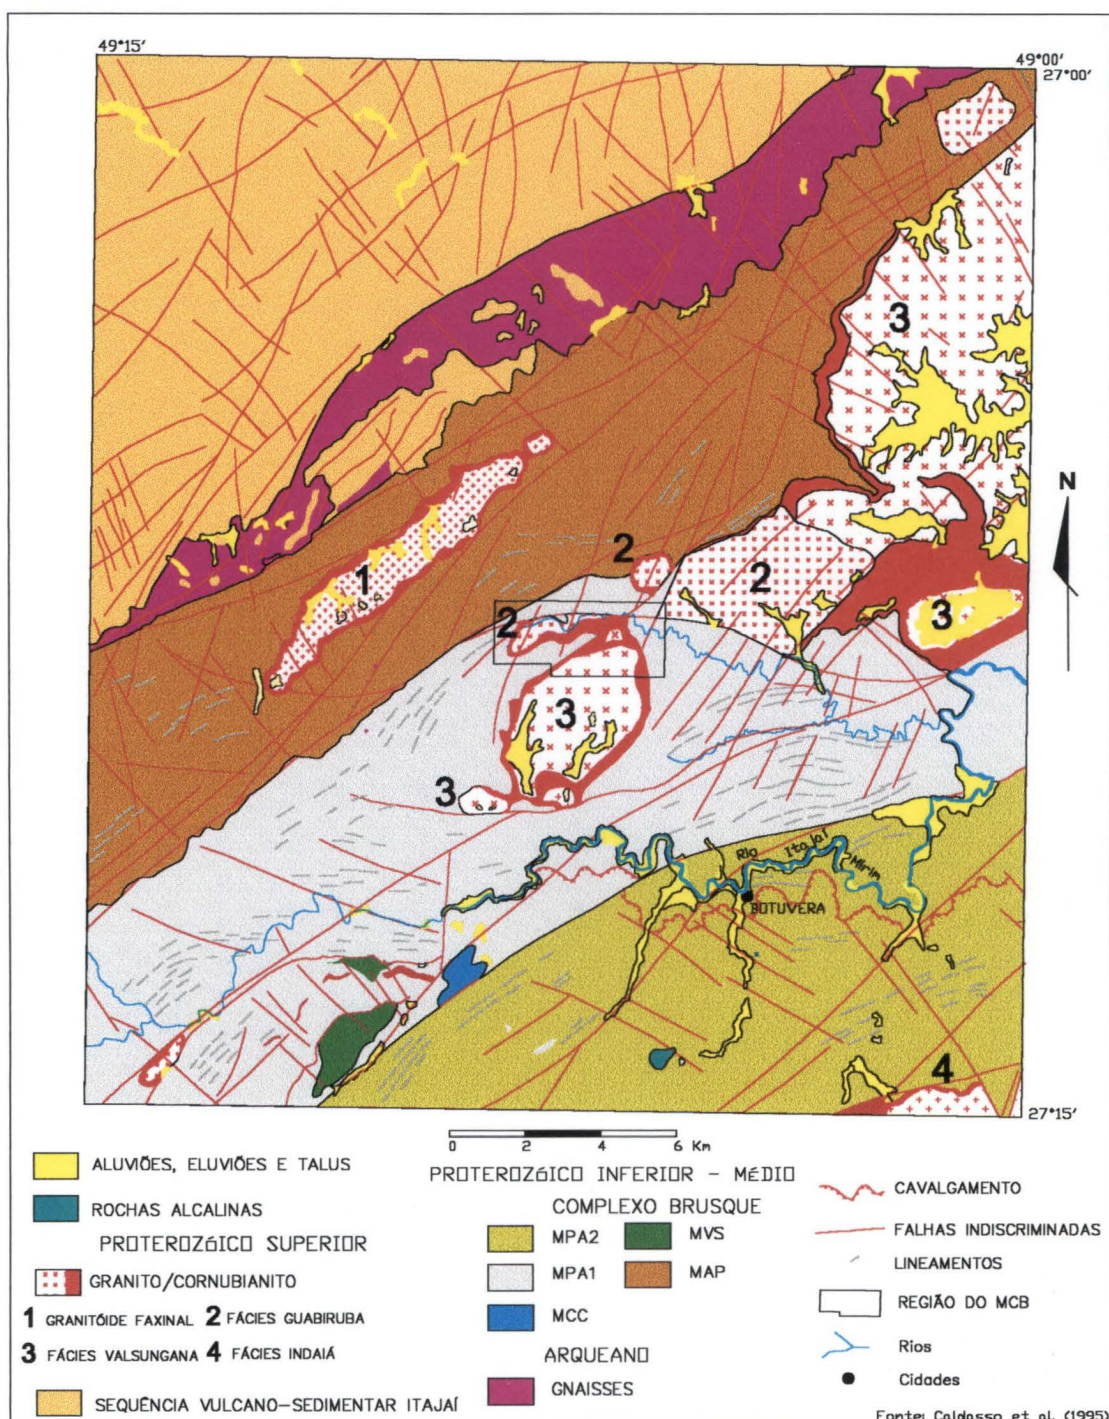 49°15′
49°00′
27°00′
3
N
2
1
2
3
2
3
3
Rio Itajaí Mirim
BOTUVERA
4
27°15′
0 2 4 6 Km
ALUVIÕES, ELUVIÕES E TALUS
ROCHAS ALCALINAS
PROTEROZóICO SUPERIOR
GRANITO/CORNUBIANITO
1 GRANITÓIDE FAXINAL 2 FÁCIES GUABIRUBA
3 FÁCIES VALSUNGANA 4 FÁCIES INDAIÁ
SEQUÊNCIA VULCANO-SEDIMENTAR ITAJAÍ
PROTEROZóICO INFERIOR - MéDIO
COMPLEXO BRUSQUE
MPA2 MVS
MPA1 MAP
MCC
ARQUEANO
GNAISSES
CAVALGAMENTO
FALHAS INDISCRIMINADAS
LINEAMENTOS
REGIÃO DO MCB
Rios
Cidades
Fonte: Caldasso et al. (1995)